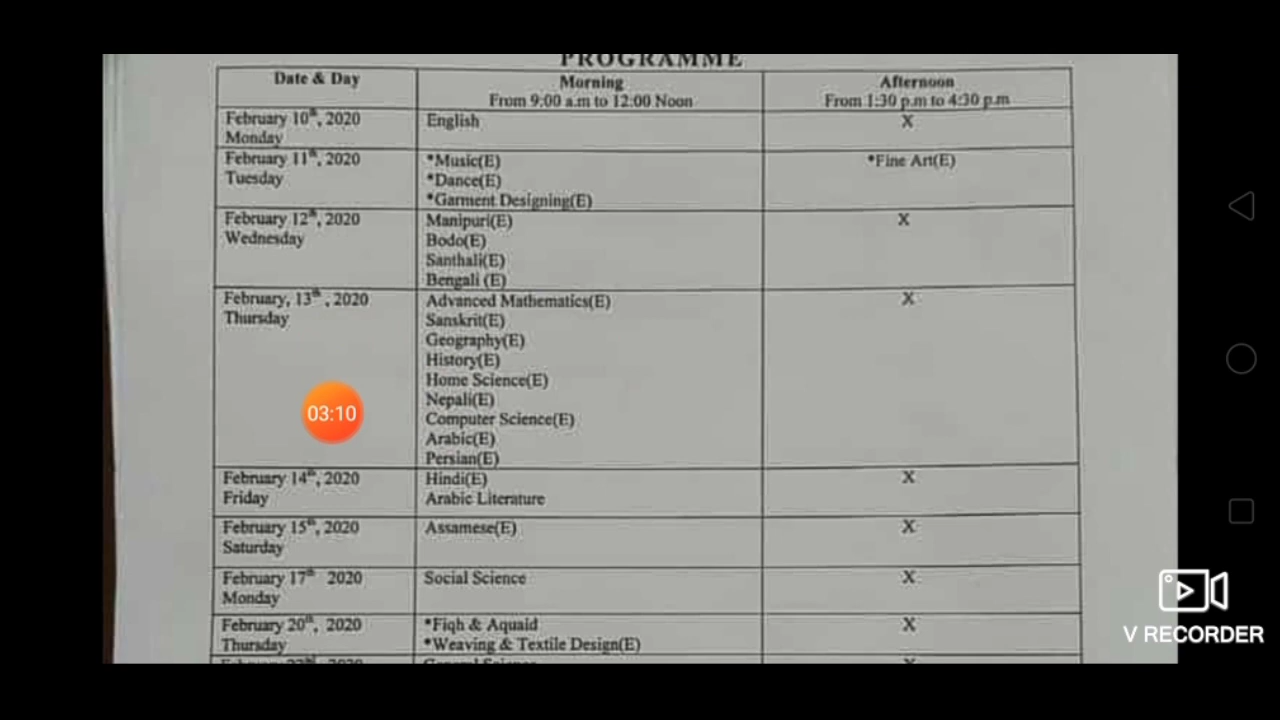 PROGRAMME
Date & Day
Morning
From 9:00 a.m to 12:00 Noon
Afternoon
From 1:30 p.m to 4:30 p.m
February 10th, 2020
Monday
English
X
February 11th, 2020
Tuesday
*Music(E)
*Dance(E)
*Garment Designing(E)
*Fine Art(E)
February 12th, 2020
Wednesday
Manipuri(E)
Bodo(E)
Santhali(E)
Bengali (E)
X
February, 13th , 2020
Thursday
Advanced Mathematics(E)
Sanskrit(E)
Geography(E)
History(E)
Home Science(E)
Nepali(E)
Computer Science(E)
Arabic(E)
Persian(E)
X
03:10
February 14th, 2020
Friday
Hindi(E)
Arabic Literature
X
February 15th, 2020
Saturday
Assamese(E)
X
February 17th 2020
Monday
Social Science
X
February 20th, 2020
Thursday
*Fiqh & Aquaid
*Weaving & Textile Design(E)
X
General Science
V RECORDER